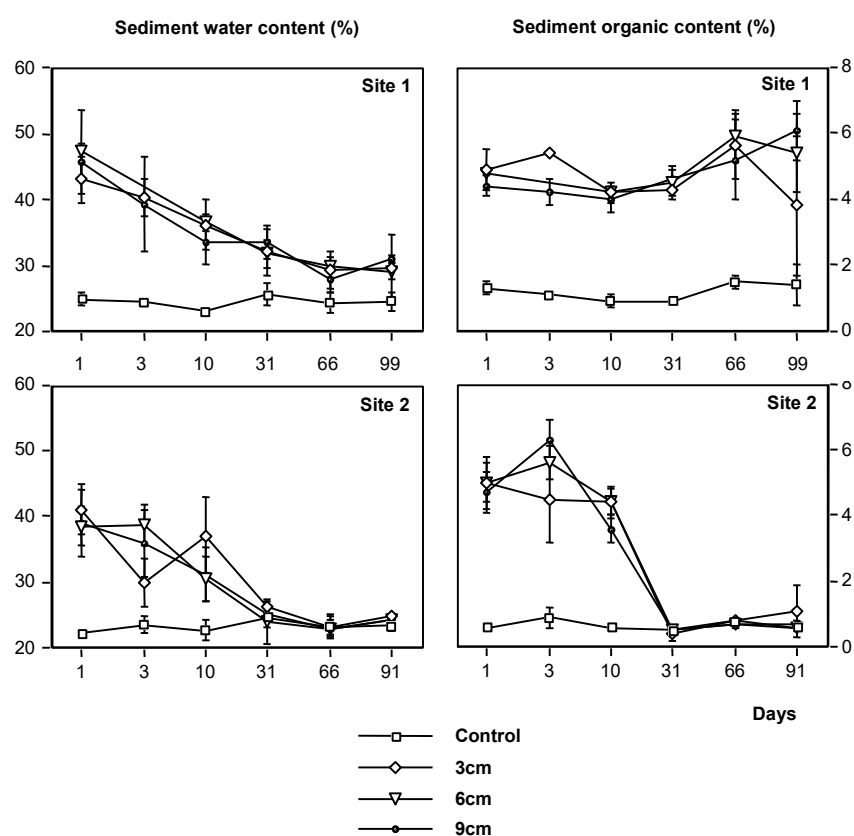 Sediment water content (%) Sediment organic content (%)
60 8
Site 1 Site 1
50 6
40 4
30 2
20 0
1 3 10 31 66 99 1 3 10 31 66 99
60
Site 2 Site 2
50 6
40 4
30 2
20 0
1 3 10 31 66 91 1 3 10 31 66 91
Days
Control
3cm
6cm
9cm